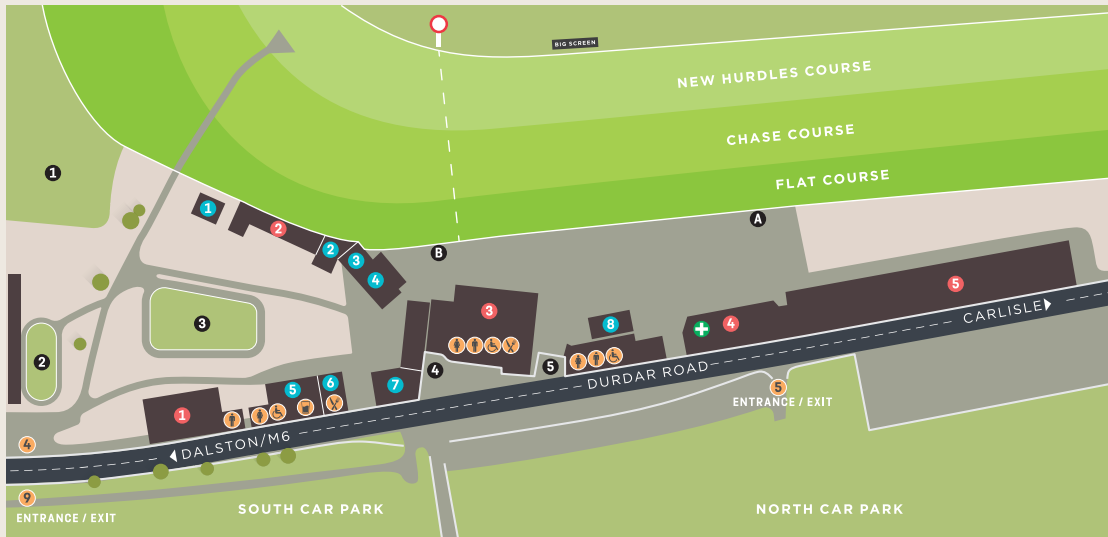 BIG SCREEN
NEW HURDLES COURSE
CHASE COURSE
FLAT COURSE
1
A
1
2
B
2
3
4
5
3
3
8
4
2
4
5
CARLISLE
DURDAR ROAD
5
6
7
5
ENTRANCE / EXIT
1
4
DALSTON/M6
9
ENTRANCE / EXIT
SOUTH CAR PARK
NORTH CAR PARK